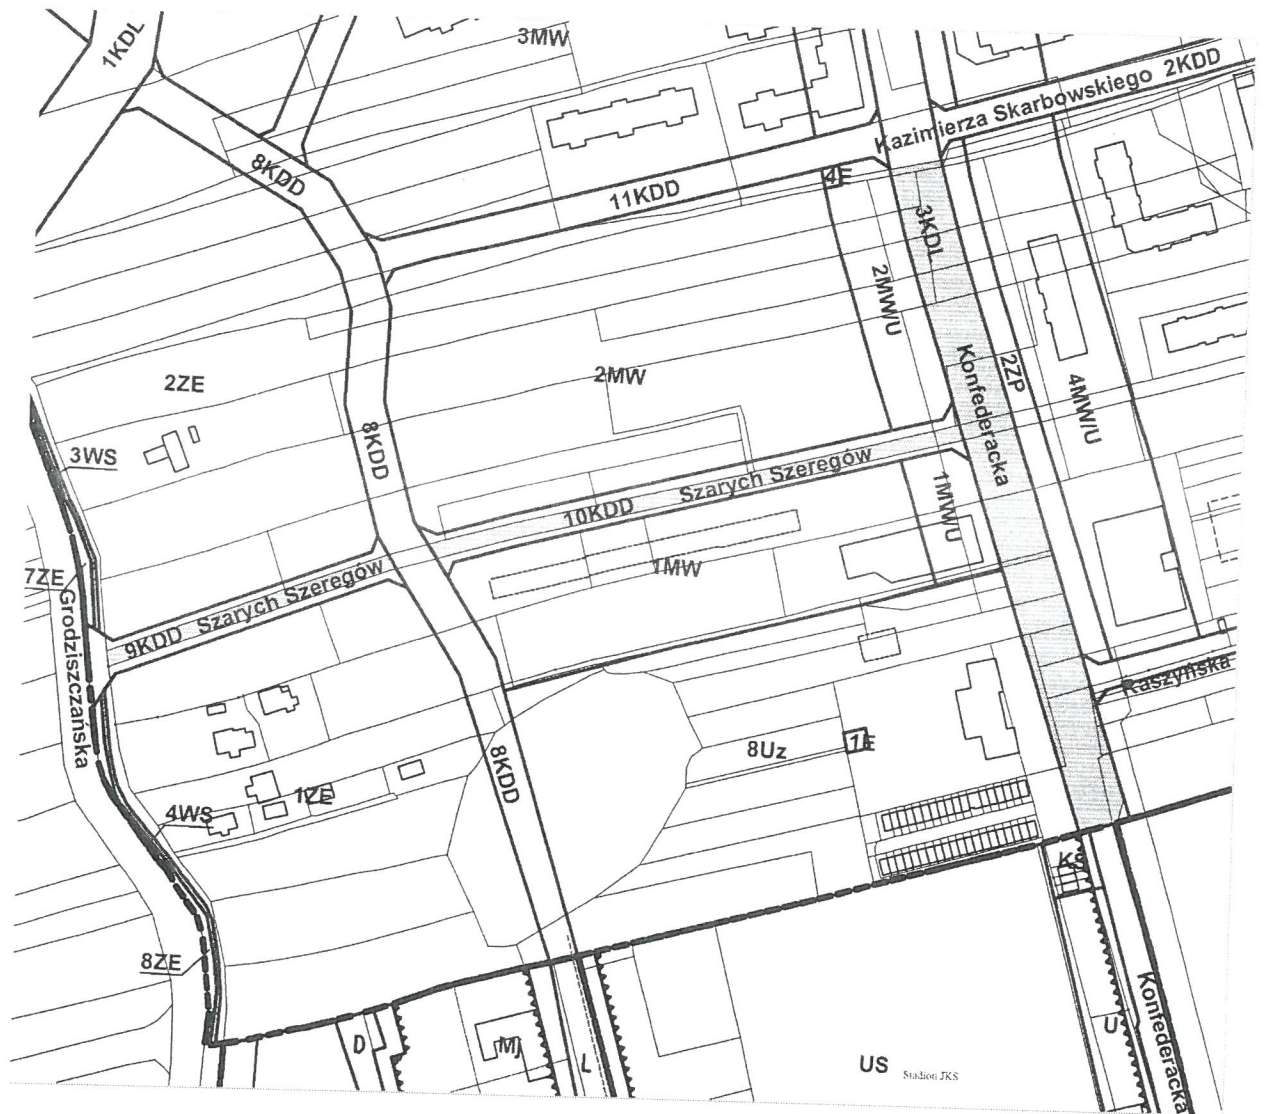 1KDL
3MW
Kazimierza Skarbowskiego 2KDD
8KDD
11KDD
4E
3KDL
2MW/U
2ZE
2MW
Konfederacka
2ZP
4MW/U
8KDD
3WS
10KDD Szarych Szeregów
1MW/U
7ZE
1MW
9KDD Szarych Szeregów
Grodziszczańska
Raszyńska
8KDD
8Uz
1E
1ZE
4WS
KS
8ZE
Konfederacka
D
MJ
L
U
US
Stadion JKS